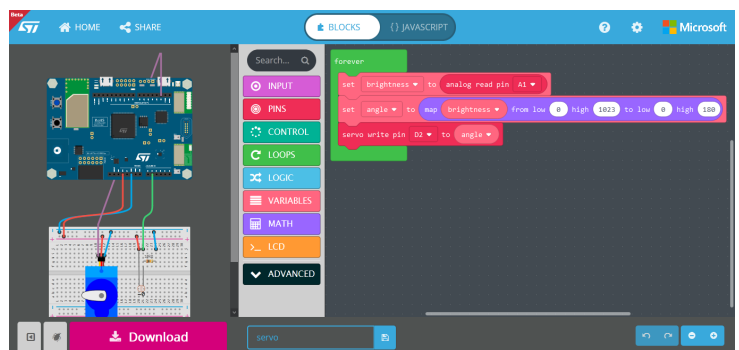 Beta
HOME
SHARE
BLOCKS
{} JAVASCRIPT
Microsoft
Search...
INPUT
PINS
CONTROL
LOOPS
LOGIC
VARIABLES
MATH
LCD
ADVANCED
forever
set brightness to analog read pin A1
set angle to map brightness from low 0 high 1023 to low 0 high 180
servo write pin D2 to angle
Download
servo